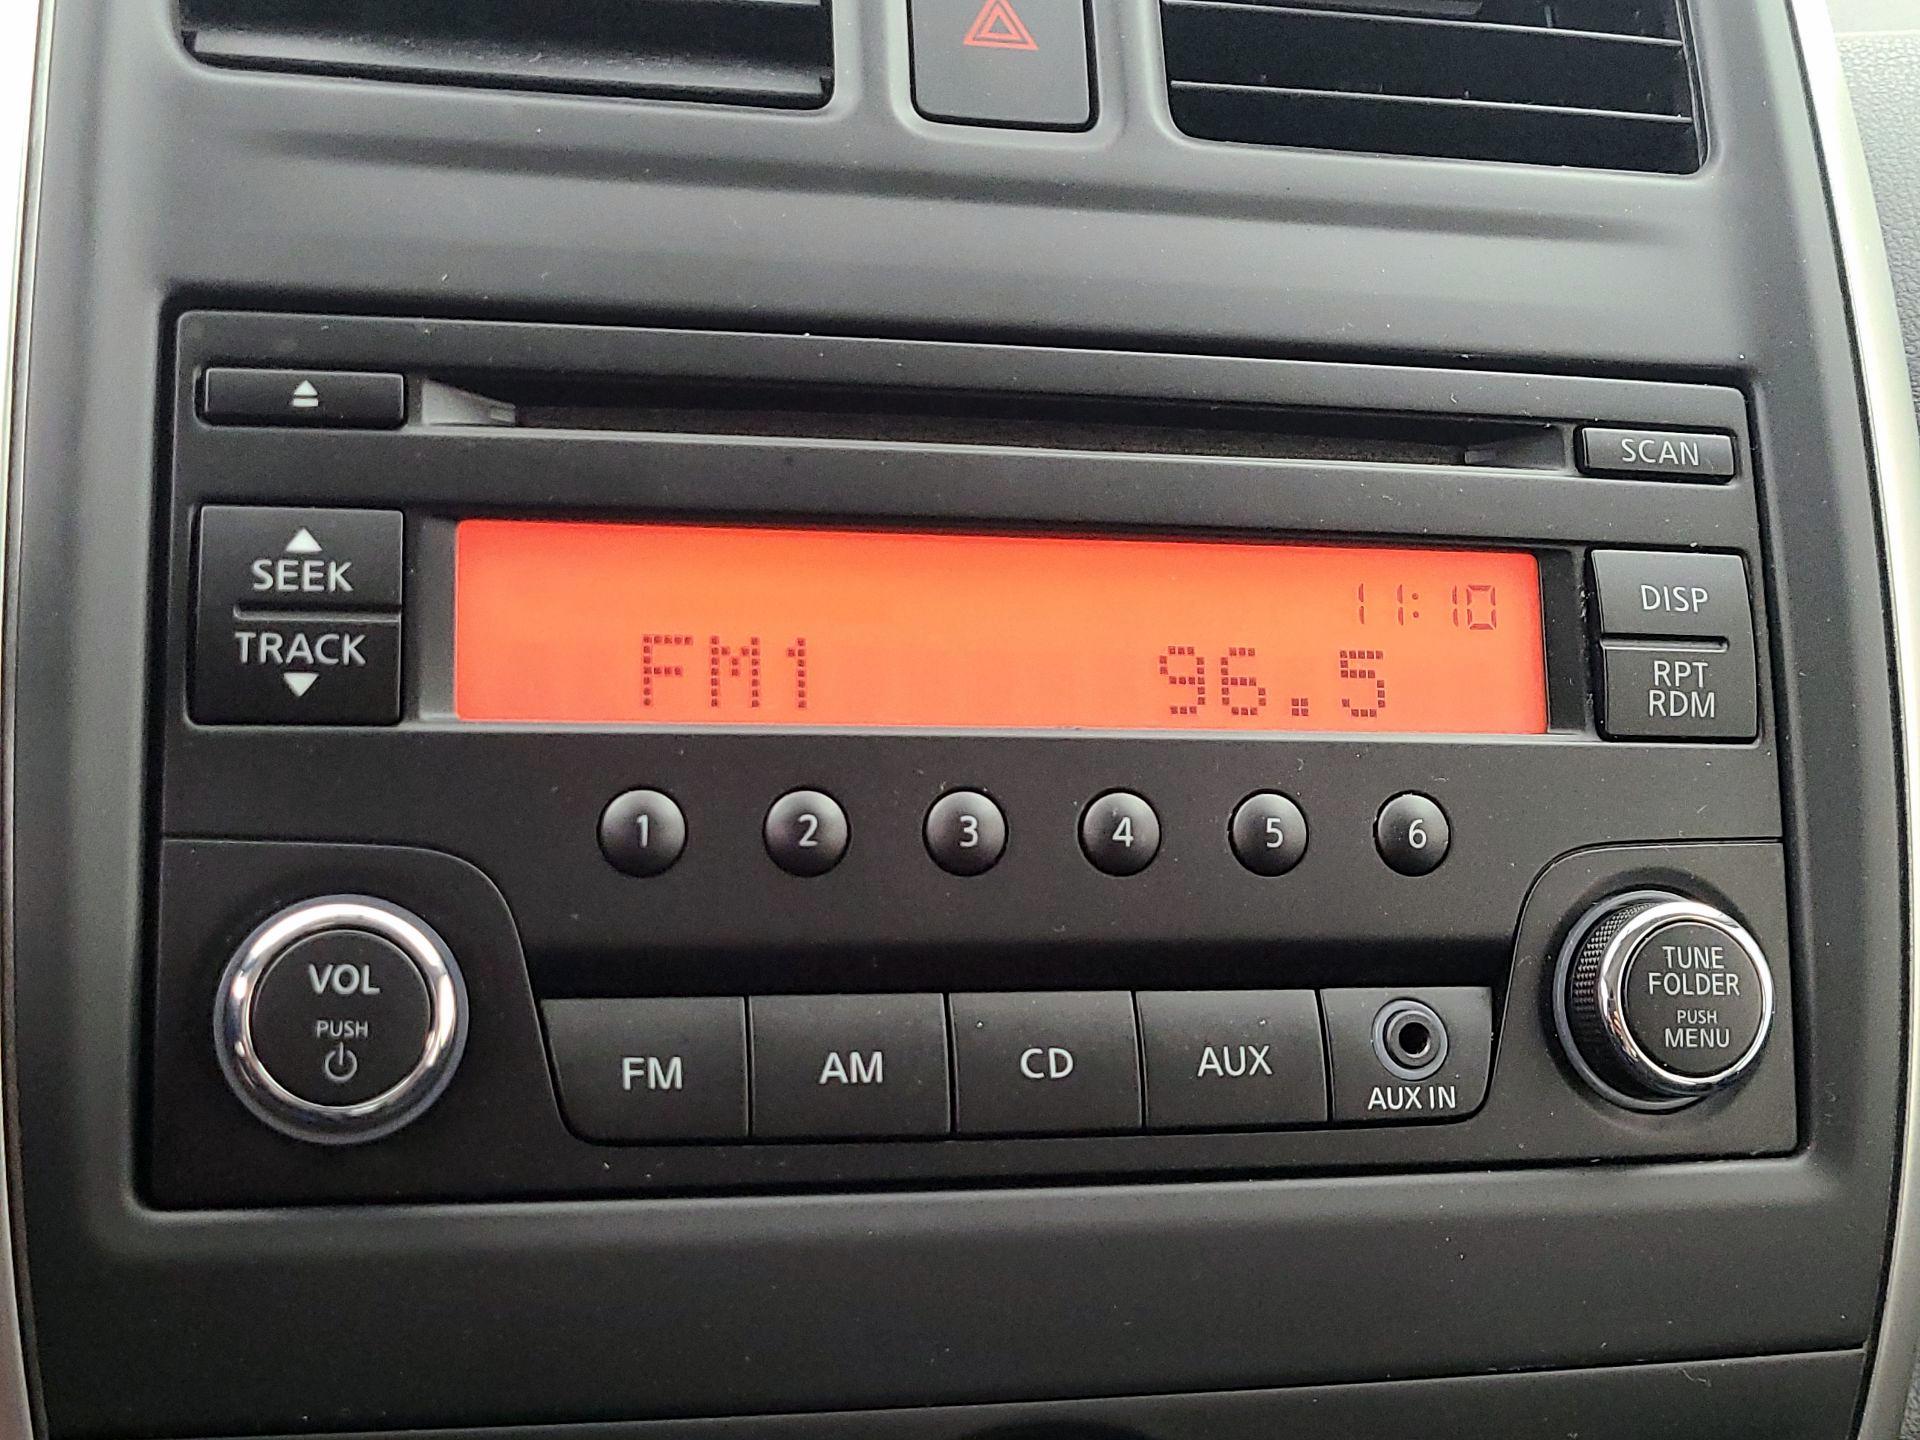 SCAN
SEEK
TRACK
11:10
FM1 96.5
DISP
RPT
RDM
1 2 3 4 5 6
VOL
PUSH
FM AM CD AUX
AUX IN
TUNE
FOLDER
PUSH
MENU